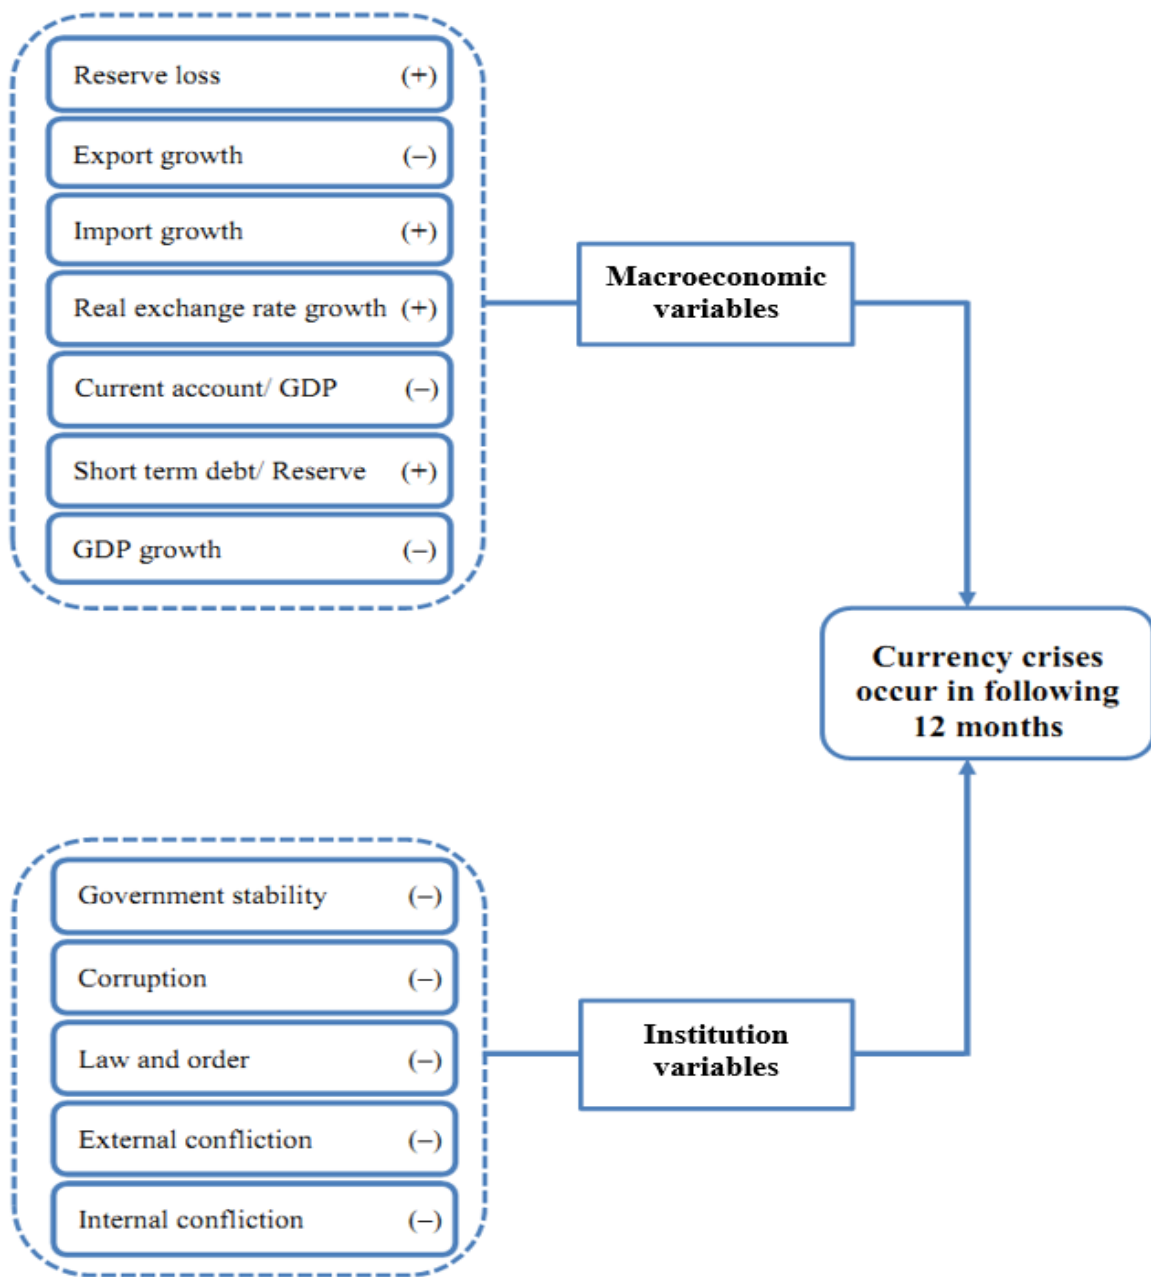 Reserve loss (+)
Export growth (–)
Import growth (+)
Real exchange rate growth (+)
Current account/ GDP (–)
Short term debt/ Reserve (+)
GDP growth (–)
Macroeconomic
variables
Currency crises
occur in following
12 months
Government stability (–)
Corruption (–)
Law and order (–)
External confliction (–)
Internal confliction (–)
Institution
variables